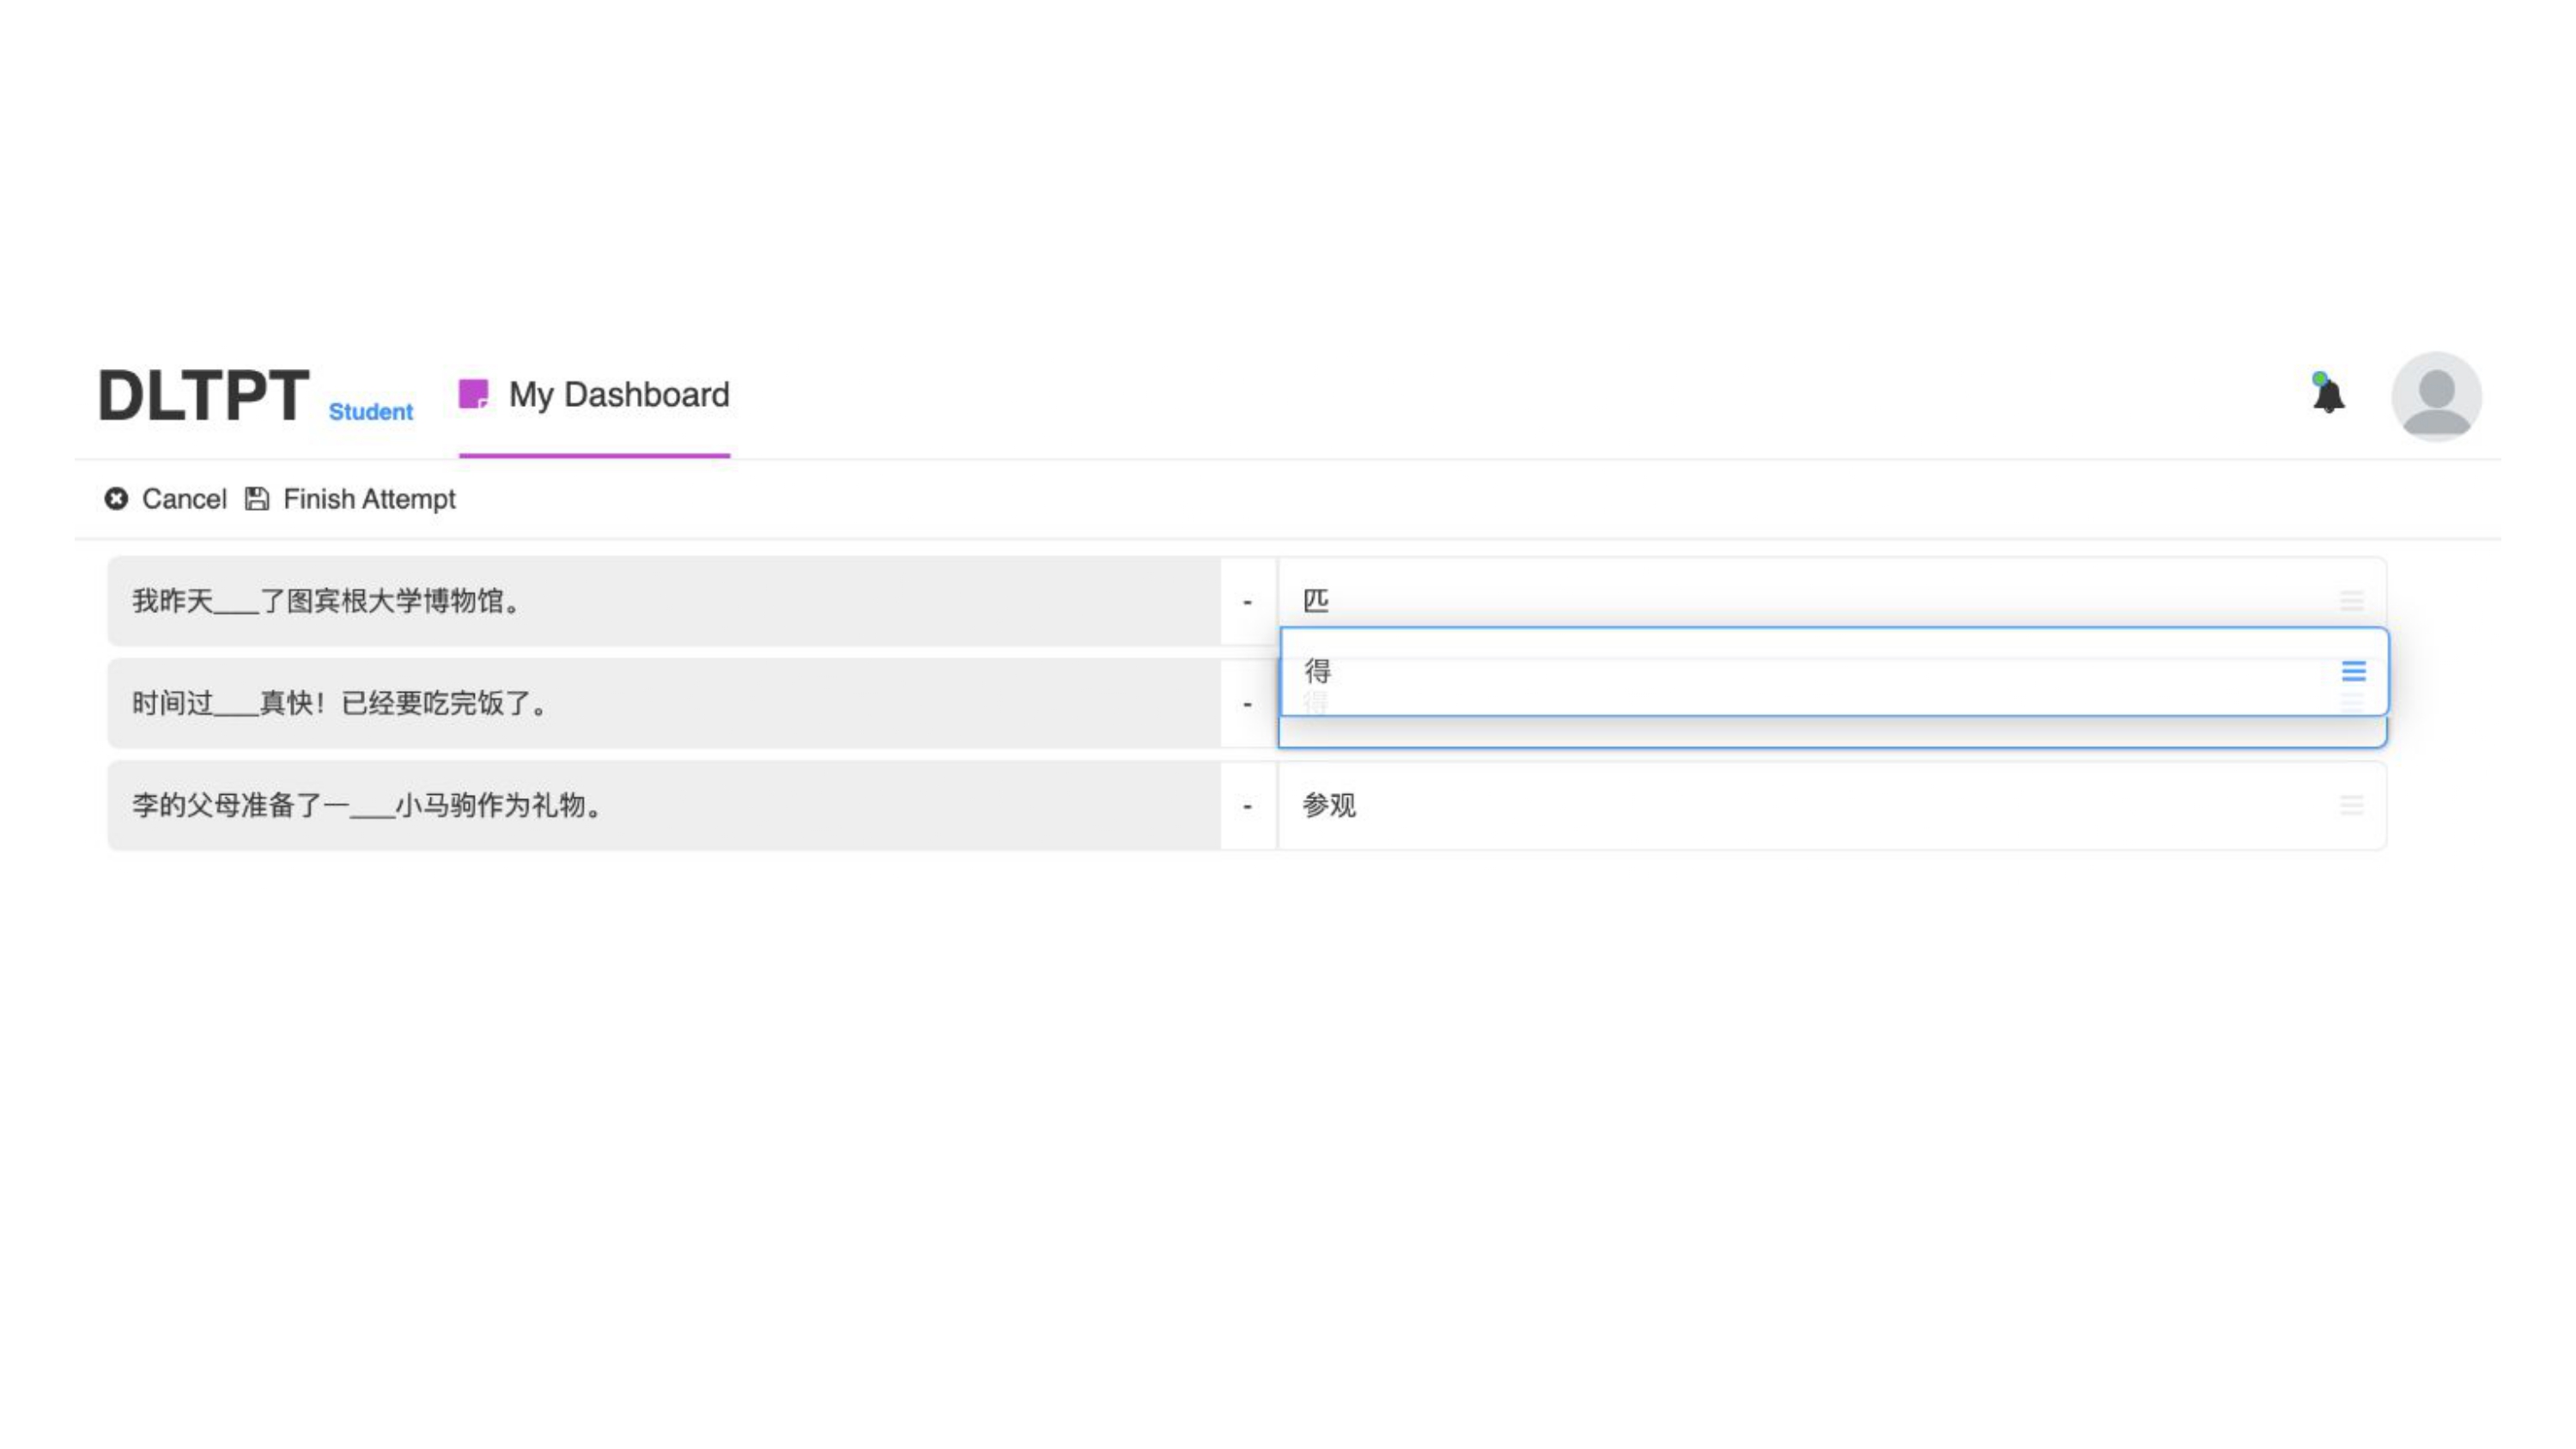 DLTPT Student My Dashboard
Cancel Finish Attempt
我昨天___了图宾根大学博物馆。 - 匹
得
时间过___真快！已经要吃完饭了。 - 得
李的父母准备了一___小马驹作为礼物。 - 参观